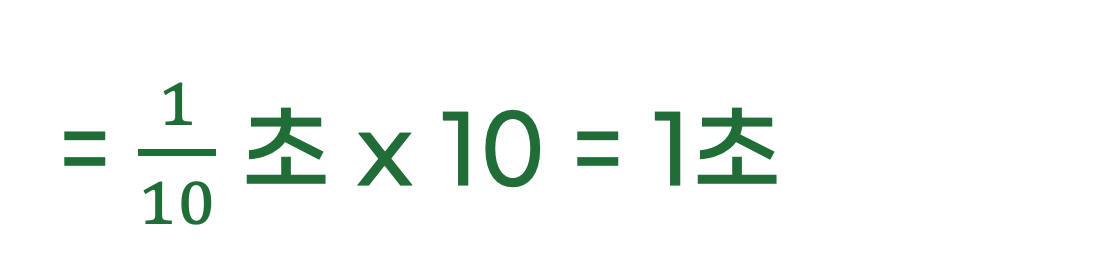 = 1/10 초 x 10 = 1초